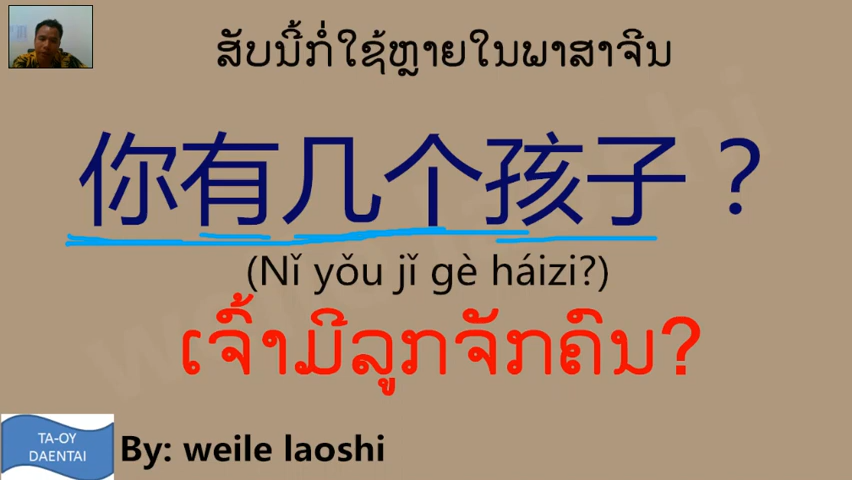 ສັບນີ້ກໍ່ໃຊ້ຫຼາຍໃນພາສາຈີນ
你有几个孩子？
(Nǐ yǒu jǐ gè háizi?)
ເຈົ້າມີລູກຈັກຄົນ?
TA-OY
DAENTAI
By: weile laoshi